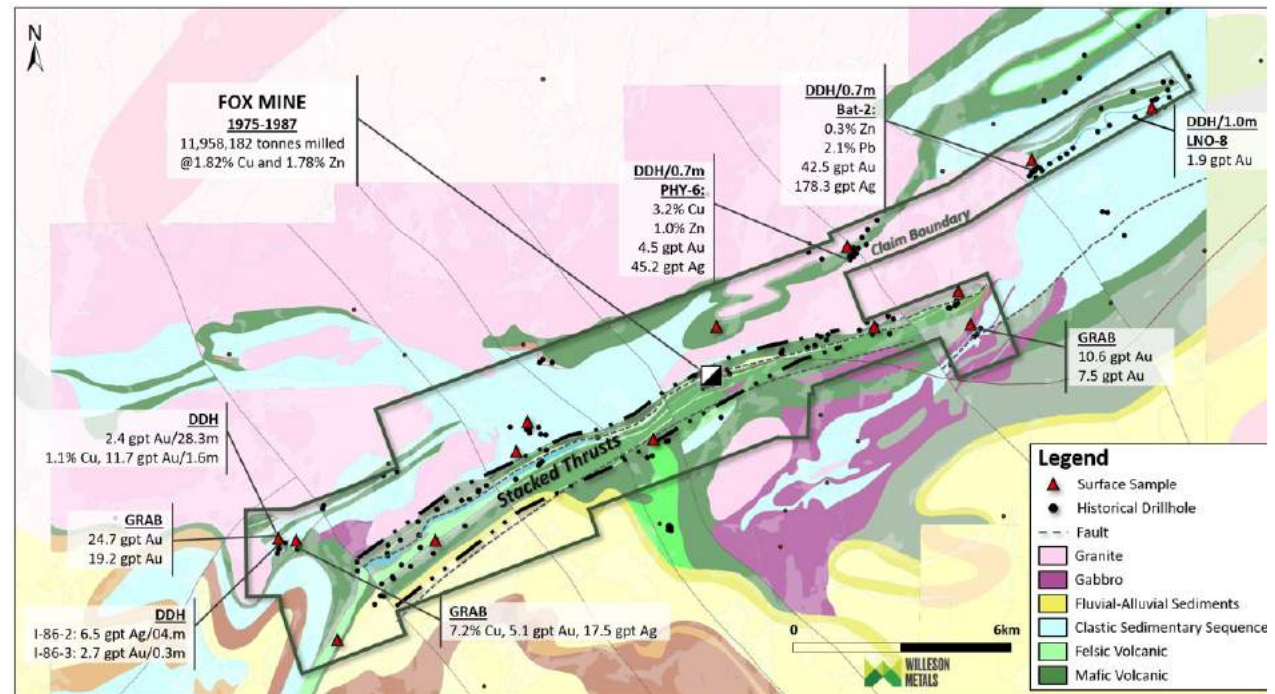 N
FOX MINE
1975-1987
11,958,182 tonnes milled
@1.82% Cu and 1.78% Zn
DDH/0.7m
PHY-6:
3.2% Cu
1.0% Zn
4.5 gpt Au
45.2 gpt Ag
DDH/0.7m
Bat-2:
0.3% Zn
2.1% Pb
42.5 gpt Au
178.3 gpt Ag
DDH/1.0m
LNO-8
1.9 gpt Au
Claim Boundary
GRAB
10.6 gpt Au
7.5 gpt Au
Stacked Thrusts
DDH
2.4 gpt Au/28.3m
1.1% Cu, 11.7 gpt Au/1.6m
GRAB
24.7 gpt Au
19.2 gpt Au
DDH
I-86-2: 6.5 gpt Ag/04.m
I-86-3: 2.7 gpt Au/0.3m
GRAB
7.2% Cu, 5.1 gpt Au, 17.5 gpt Ag
0 6km
WILLESON
METALS
Legend
Surface Sample
Historical Drillhole
Fault
Granite
Gabbro
Fluvial-Alluvial Sediments
Clastic Sedimentary Sequence
Felsic Volcanic
Mafic Volcanic